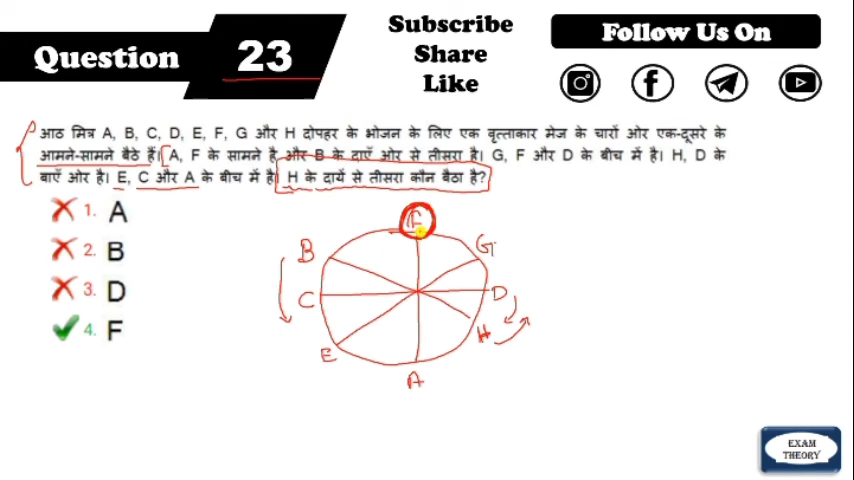 Question 23
Subscribe
Share
Like
Follow Us On
आठ मित्र A, B, C, D, E, F, G और H दोपहर के भोजन के लिए एक वृत्ताकार मेज के चारों ओर एक-दूसरे के
आमने-सामने बैठे हैं। A, F के सामने है और B के दाएँ ओर से तीसरा है। G, F और D के बीच में है। H, D के
बाएँ ओर है। E, C और A के बीच में है। H के दायें से तीसरा कौन बैठा है?
1. A
2. B
3. D
4. F
F
B
G
C
D
H
E
A
EXAM
THEORY